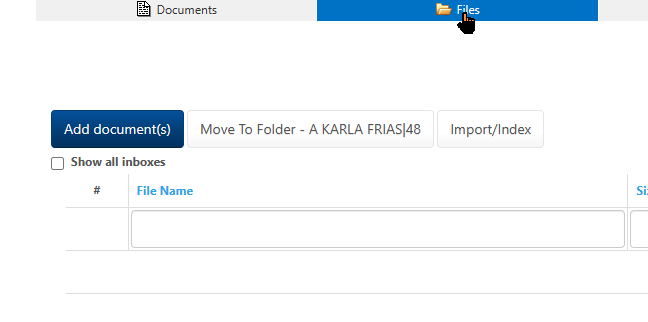 Documents
Files
Add document(s)
Move To Folder - A KARLA FRIAS|48
Import/Index
Show all inboxes
#
File Name